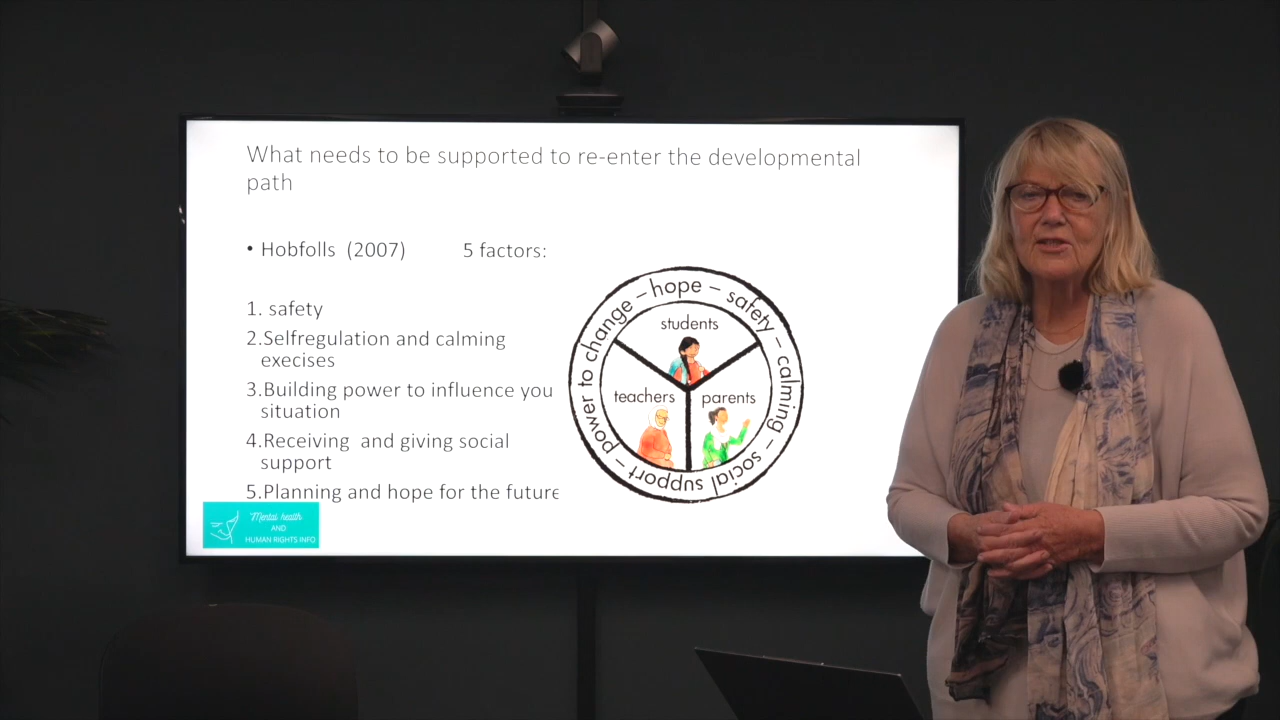 What needs to be supported to re-enter the developmental
path
• Hobfolls (2007) 5 factors:
1. safety
2.Selfregulation and calming
execises
3.Building power to influence you
situation
4.Receiving and giving social
support
5.Planning and hope for the future
power to change – hope – safety – calming – social support –
students
teachers
parents
Mental health
AND
HUMAN RIGHTS INFO